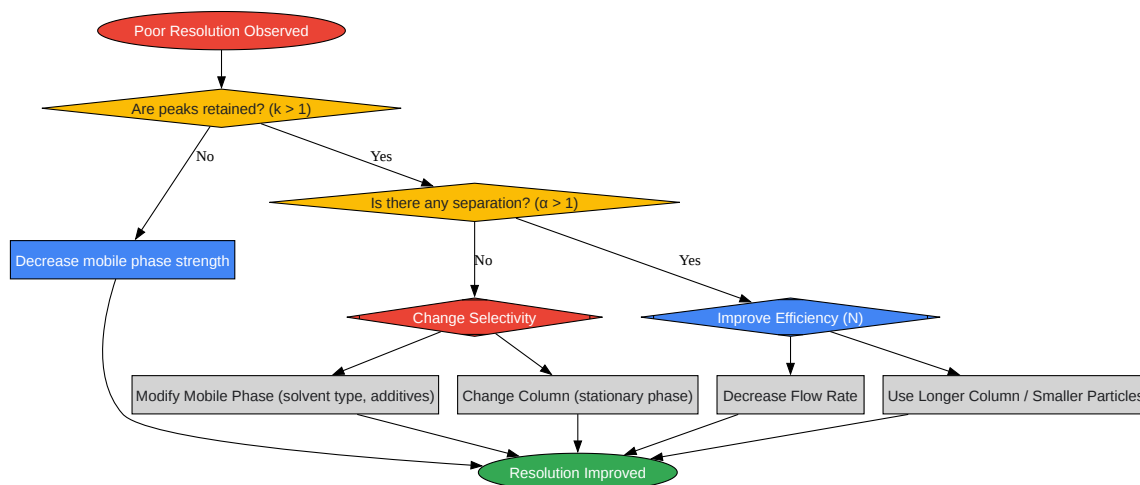 Poor Resolution Observed
Are peaks retained? (k > 1)
No
Yes
Is there any separation? (α > 1)
Decrease mobile phase strength
No
Yes
Change Selectivity
Improve Efficiency (N)
Modify Mobile Phase (solvent type, additives)
Change Column (stationary phase)
Decrease Flow Rate
Use Longer Column / Smaller Particles
Resolution Improved